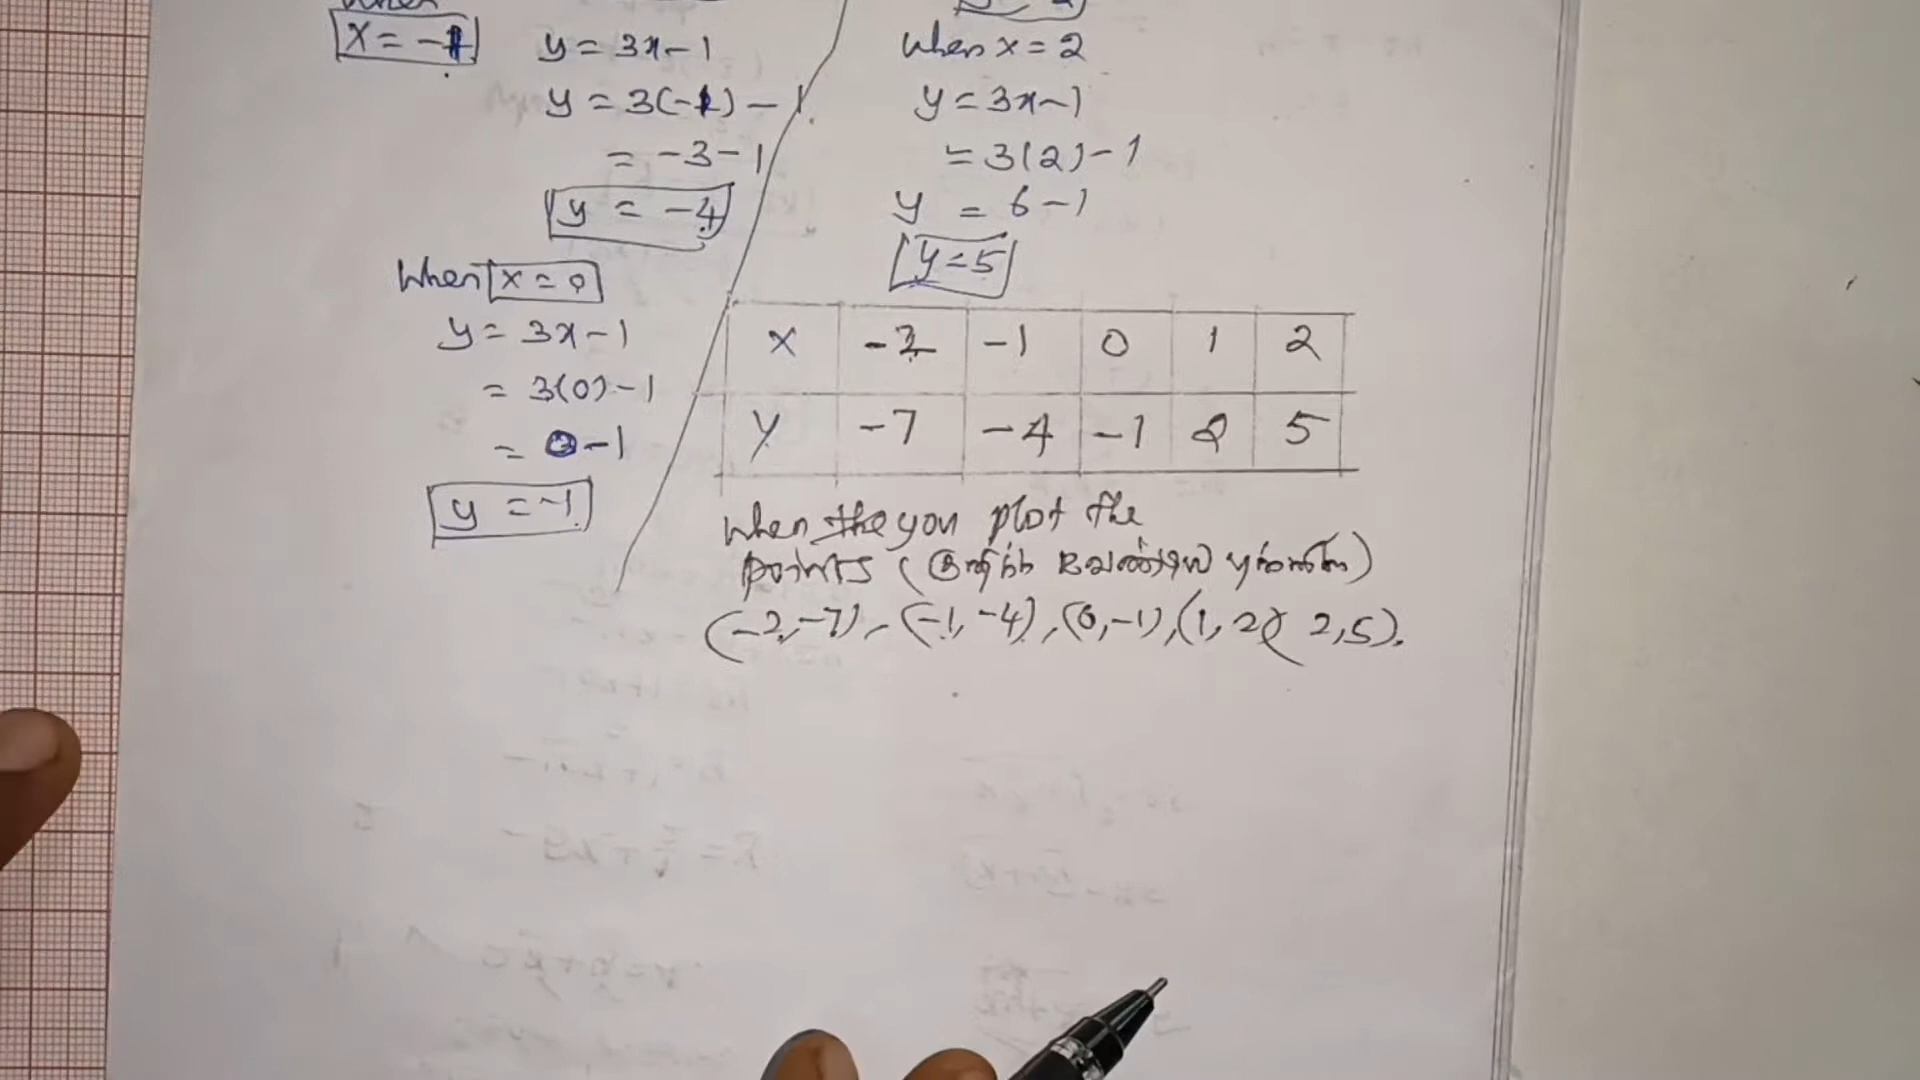 x = -1
y = 3x - 1
y = 3(-1) - 1
= -3 - 1
y = -4
When x = 0
y = 3x - 1
= 3(0) - 1
= 0 - 1
y = -1
When x = 2
y = 3x - 1
= 3(2) - 1
y = 6 - 1
y = 5
x -2 -1 0 1 2
y -7 -4 -1 2 5
When the you plot the
points (குறிக்க வேண்டிய புள்ளிகள்)
(-2, -7), (-1, -4), (0, -1), (1, 2) (2, 5).